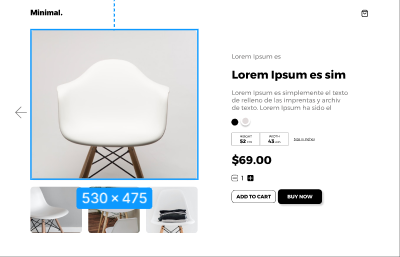 Minimal.
Lorem Ipsum es
Lorem Ipsum es sim
Lorem Ipsum es simplemente el texto
de relleno de las imprentas y archiv
de texto. Lorem Ipsum ha sido el
HEIGHT
52 cm
WIDTH
43 cm
$69.00
1
ADD TO CART
BUY NOW
530 × 475